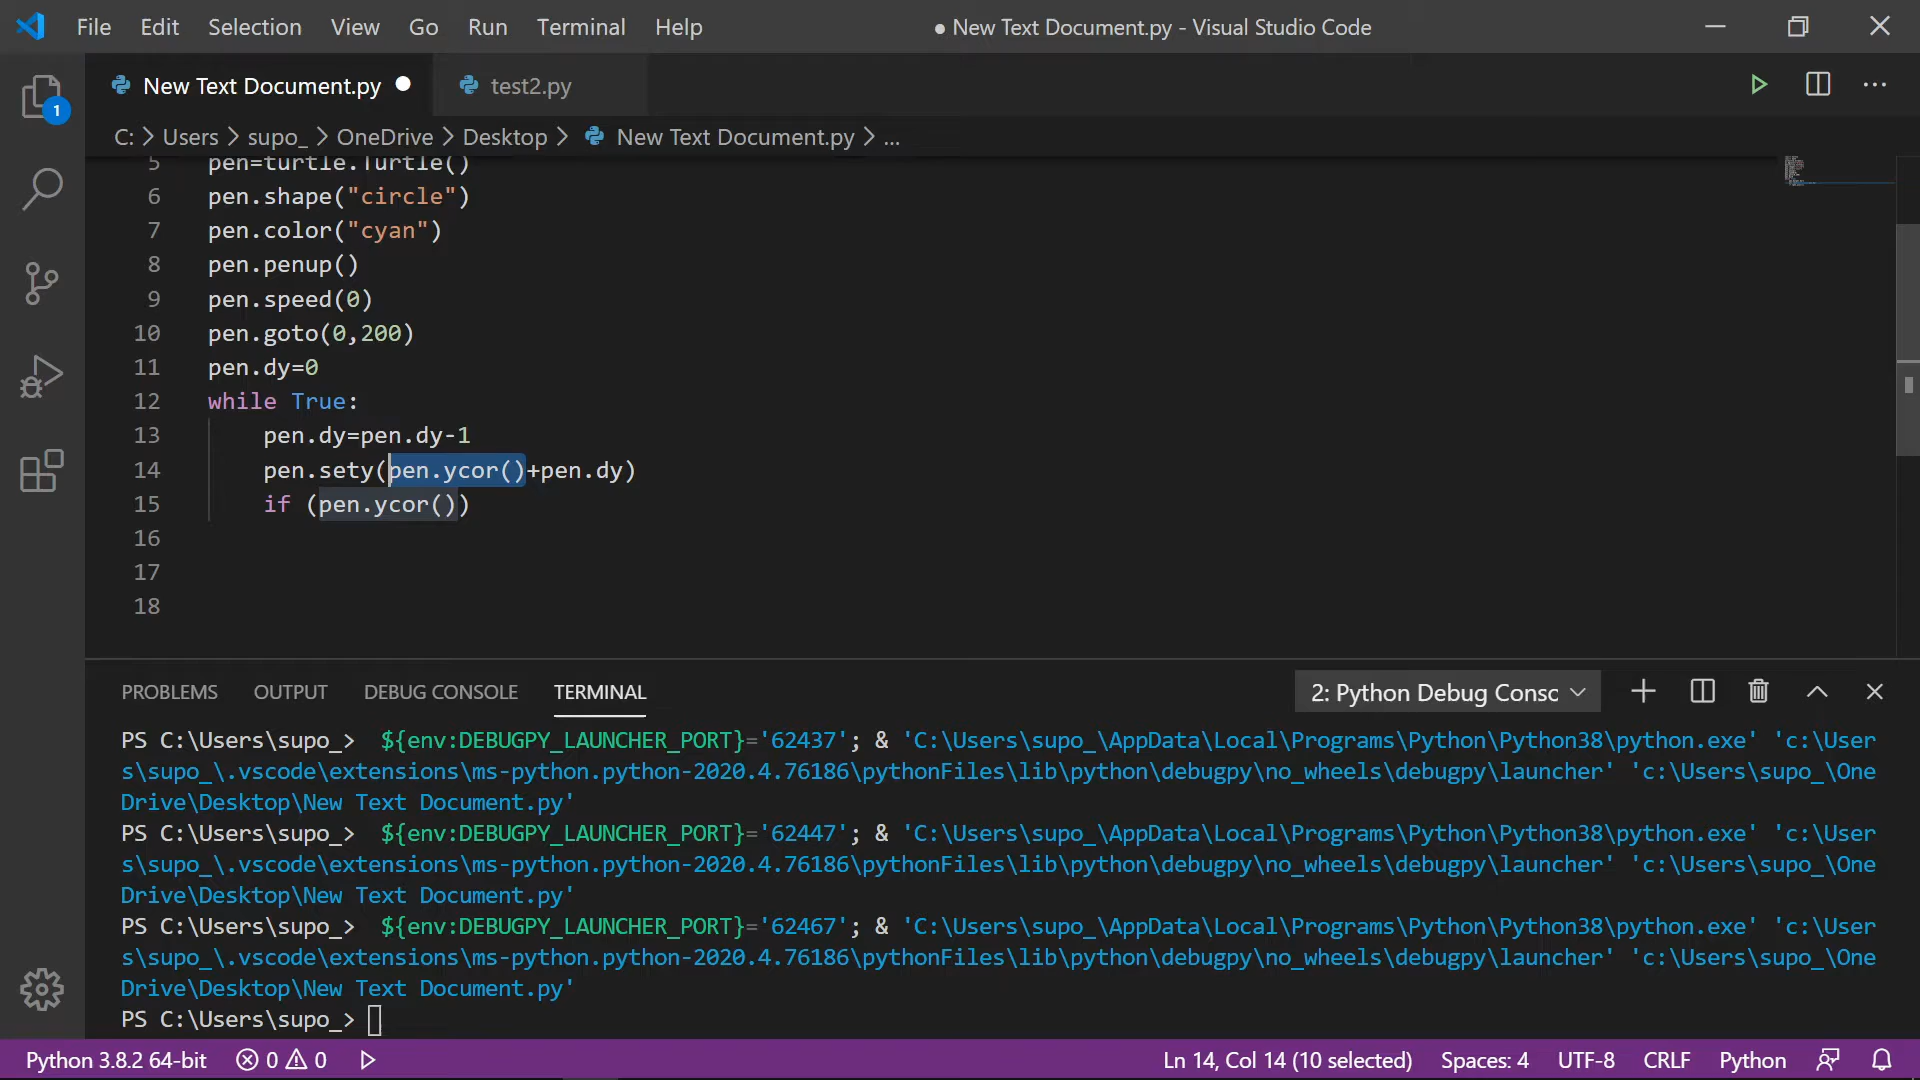 File Edit Selection View Go Run Terminal Help
● New Text Document.py - Visual Studio Code
New Text Document.py ● test2.py
C: > Users > supo_ > OneDrive > Desktop > New Text Document.py > ...
1
5 pen=turtle.Turtle()
6 pen.shape("circle")
7 pen.color("cyan")
8 pen.penup()
9 pen.speed(0)
10 pen.goto(0,200)
11 pen.dy=0
12 while True:
13 pen.dy=pen.dy-1
14 pen.sety(pen.ycor()+pen.dy)
15 if (pen.ycor())
16
17
18
PROBLEMS OUTPUT DEBUG CONSOLE TERMINAL 2: Python Debug Consc
PS C:\Users\supo_> ${env:DEBUGPY_LAUNCHER_PORT}='62437'; & 'C:\Users\supo_\AppData\Local\Programs\Python\Python38\python.exe' 'c:\User
s\supo_\.vscode\extensions\ms-python.python-2020.4.76186\pythonFiles\lib\python\debugpy\no_wheels\debugpy\launcher' 'c:\Users\supo_\One
Drive\Desktop\New Text Document.py'
PS C:\Users\supo_> ${env:DEBUGPY_LAUNCHER_PORT}='62447'; & 'C:\Users\supo_\AppData\Local\Programs\Python\Python38\python.exe' 'c:\User
s\supo_\.vscode\extensions\ms-python.python-2020.4.76186\pythonFiles\lib\python\debugpy\no_wheels\debugpy\launcher' 'c:\Users\supo_\One
Drive\Desktop\New Text Document.py'
PS C:\Users\supo_> ${env:DEBUGPY_LAUNCHER_PORT}='62467'; & 'C:\Users\supo_\AppData\Local\Programs\Python\Python38\python.exe' 'c:\User
s\supo_\.vscode\extensions\ms-python.python-2020.4.76186\pythonFiles\lib\python\debugpy\no_wheels\debugpy\launcher' 'c:\Users\supo_\One
Drive\Desktop\New Text Document.py'
PS C:\Users\supo_>
Python 3.8.2 64-bit 0 0 Ln 14, Col 14 (10 selected) Spaces: 4 UTF-8 CRLF Python